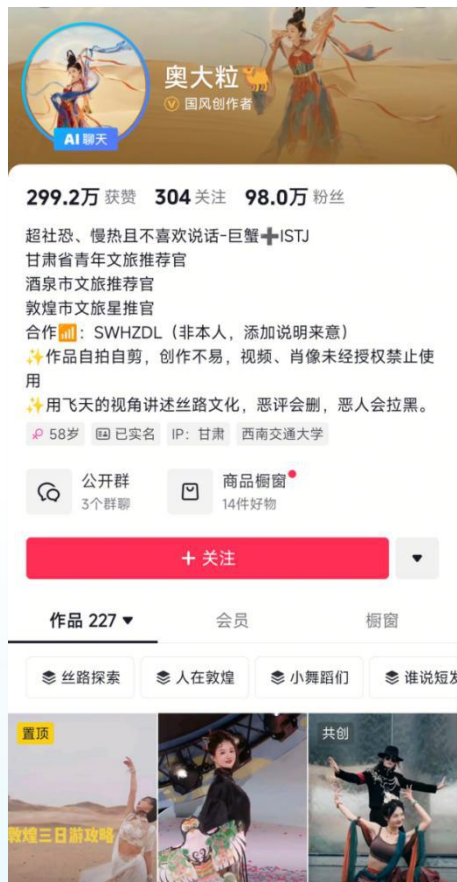 奥大粒🐫
国风创作者
AI聊天
299.2万 获赞 304 关注 98.0万 粉丝
超社恐、慢热且不喜欢说话-巨蟹➕ISTJ
甘肃省青年文旅推荐官
酒泉市文旅推荐官
敦煌市文旅星推官
合作📶：SWHZDL（非本人，添加说明来意）
✨作品自拍自剪，创作不易，视频、肖像未经授权禁止使
用
✨用飞天的视角讲述丝路文化，恶评会删，恶人会拉黑。
58岁 已实名 IP：甘肃 西南交通大学
公开群 商品橱窗
3个群聊 14件好物
+ 关注
作品 227 ▼ 会员 橱窗
丝路探索 人在敦煌 小舞蹈们 谁说短发
置顶 共创
敦煌三日游攻略